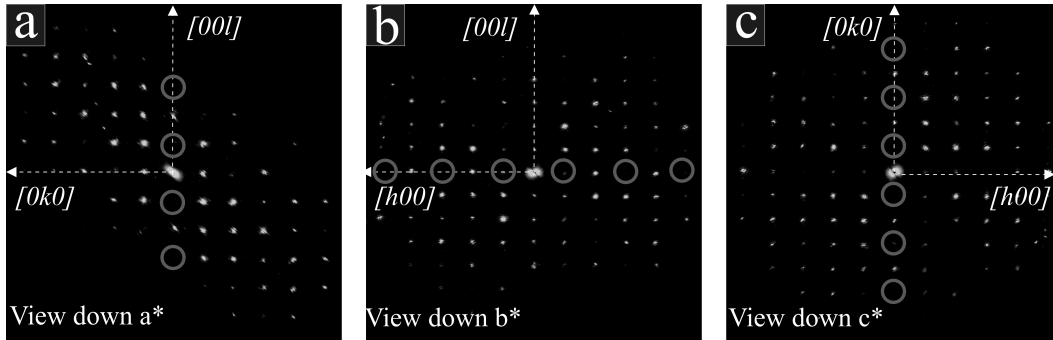 a
[00l]
[0k0]
View down a*
b
[00l]
[h00]
View down b*
c
[0k0]
[h00]
View down c*